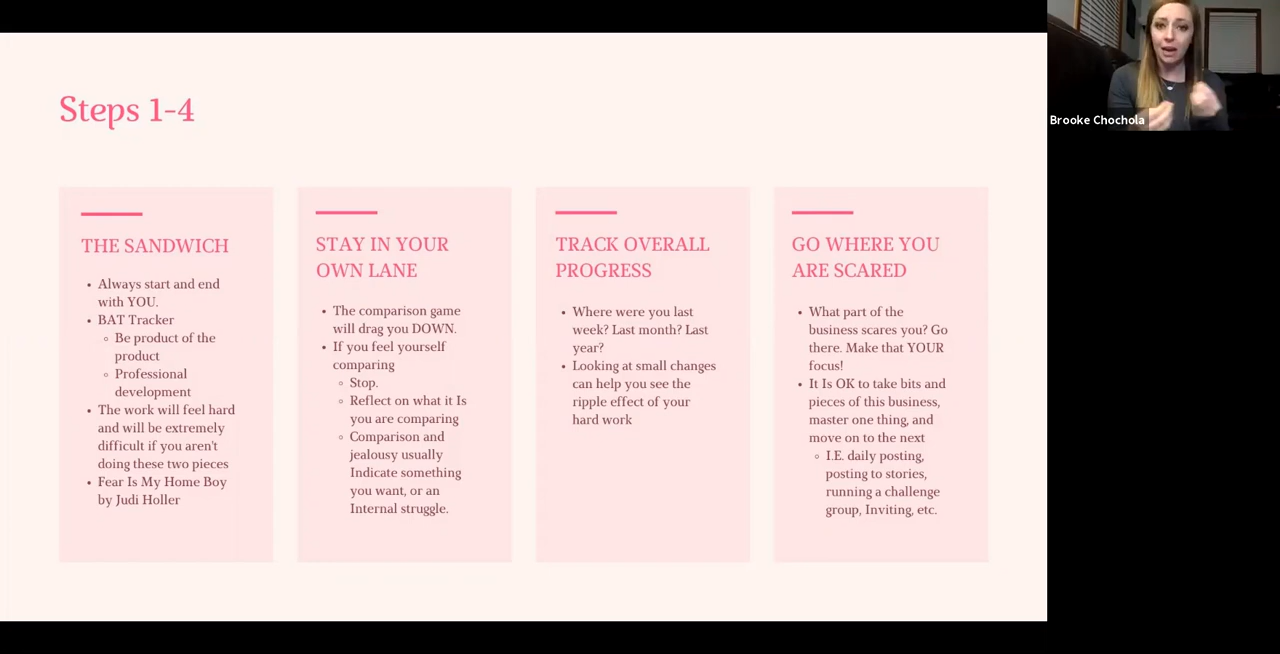 Steps 1-4
THE SANDWICH
Always start and end
with YOU.
BAT Tracker
Be product of the
product
Professional
development
The work will feel hard
and will be extremely
difficult if you aren't
doing these two pieces
Fear Is My Home Boy
by Judi Holler
STAY IN YOUR
OWN LANE
The comparison game
will drag you DOWN.
If you feel yourself
comparing
Stop.
Reflect on what it Is
you are comparing
Comparison and
jealousy usually
Indicate something
you want, or an
Internal struggle.
TRACK OVERALL
PROGRESS
Where were you last
week? Last month? Last
year?
Looking at small changes
can help you see the
ripple effect of your
hard work
GO WHERE YOU
ARE SCARED
What part of the
business scares you? Go
there. Make that YOUR
focus!
It Is OK to take bits and
pieces of this business,
master one thing, and
move on to the next
I.E. daily posting,
posting to stories,
running a challenge
group, Inviting, etc.
Brooke Chochola